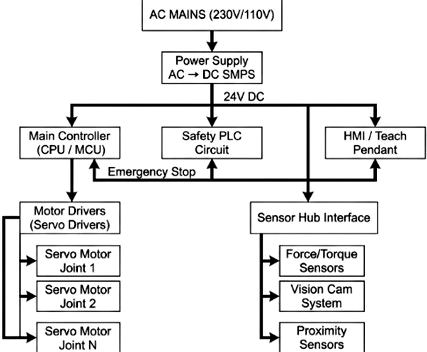 AC MAINS (230V/110V)
Power Supply
AC → DC SMPS
24V DC
Main Controller
(CPU / MCU)
Safety PLC
Circuit
HMI / Teach
Pendant
Emergency Stop
Motor Drivers
(Servo Drivers)
Sensor Hub Interface
Servo Motor
Joint 1
Force/Torque
Sensors
Servo Motor
Joint 2
Vision Cam
System
Servo Motor
Joint N
Proximity
Sensors